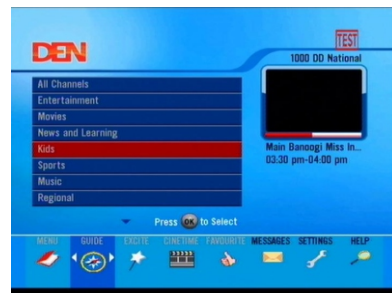 TEST
DEN
1000 DD National
All Channels
Entertainment
Movies
News and Learning
Kids
Sports
Music
Regional
Main Banoogi Miss In...
03:30 pm-04:00 pm
Press OK to Select
MENU GUIDE EXCITE CINETIME FAVOURITE MESSAGES SETTINGS HELP